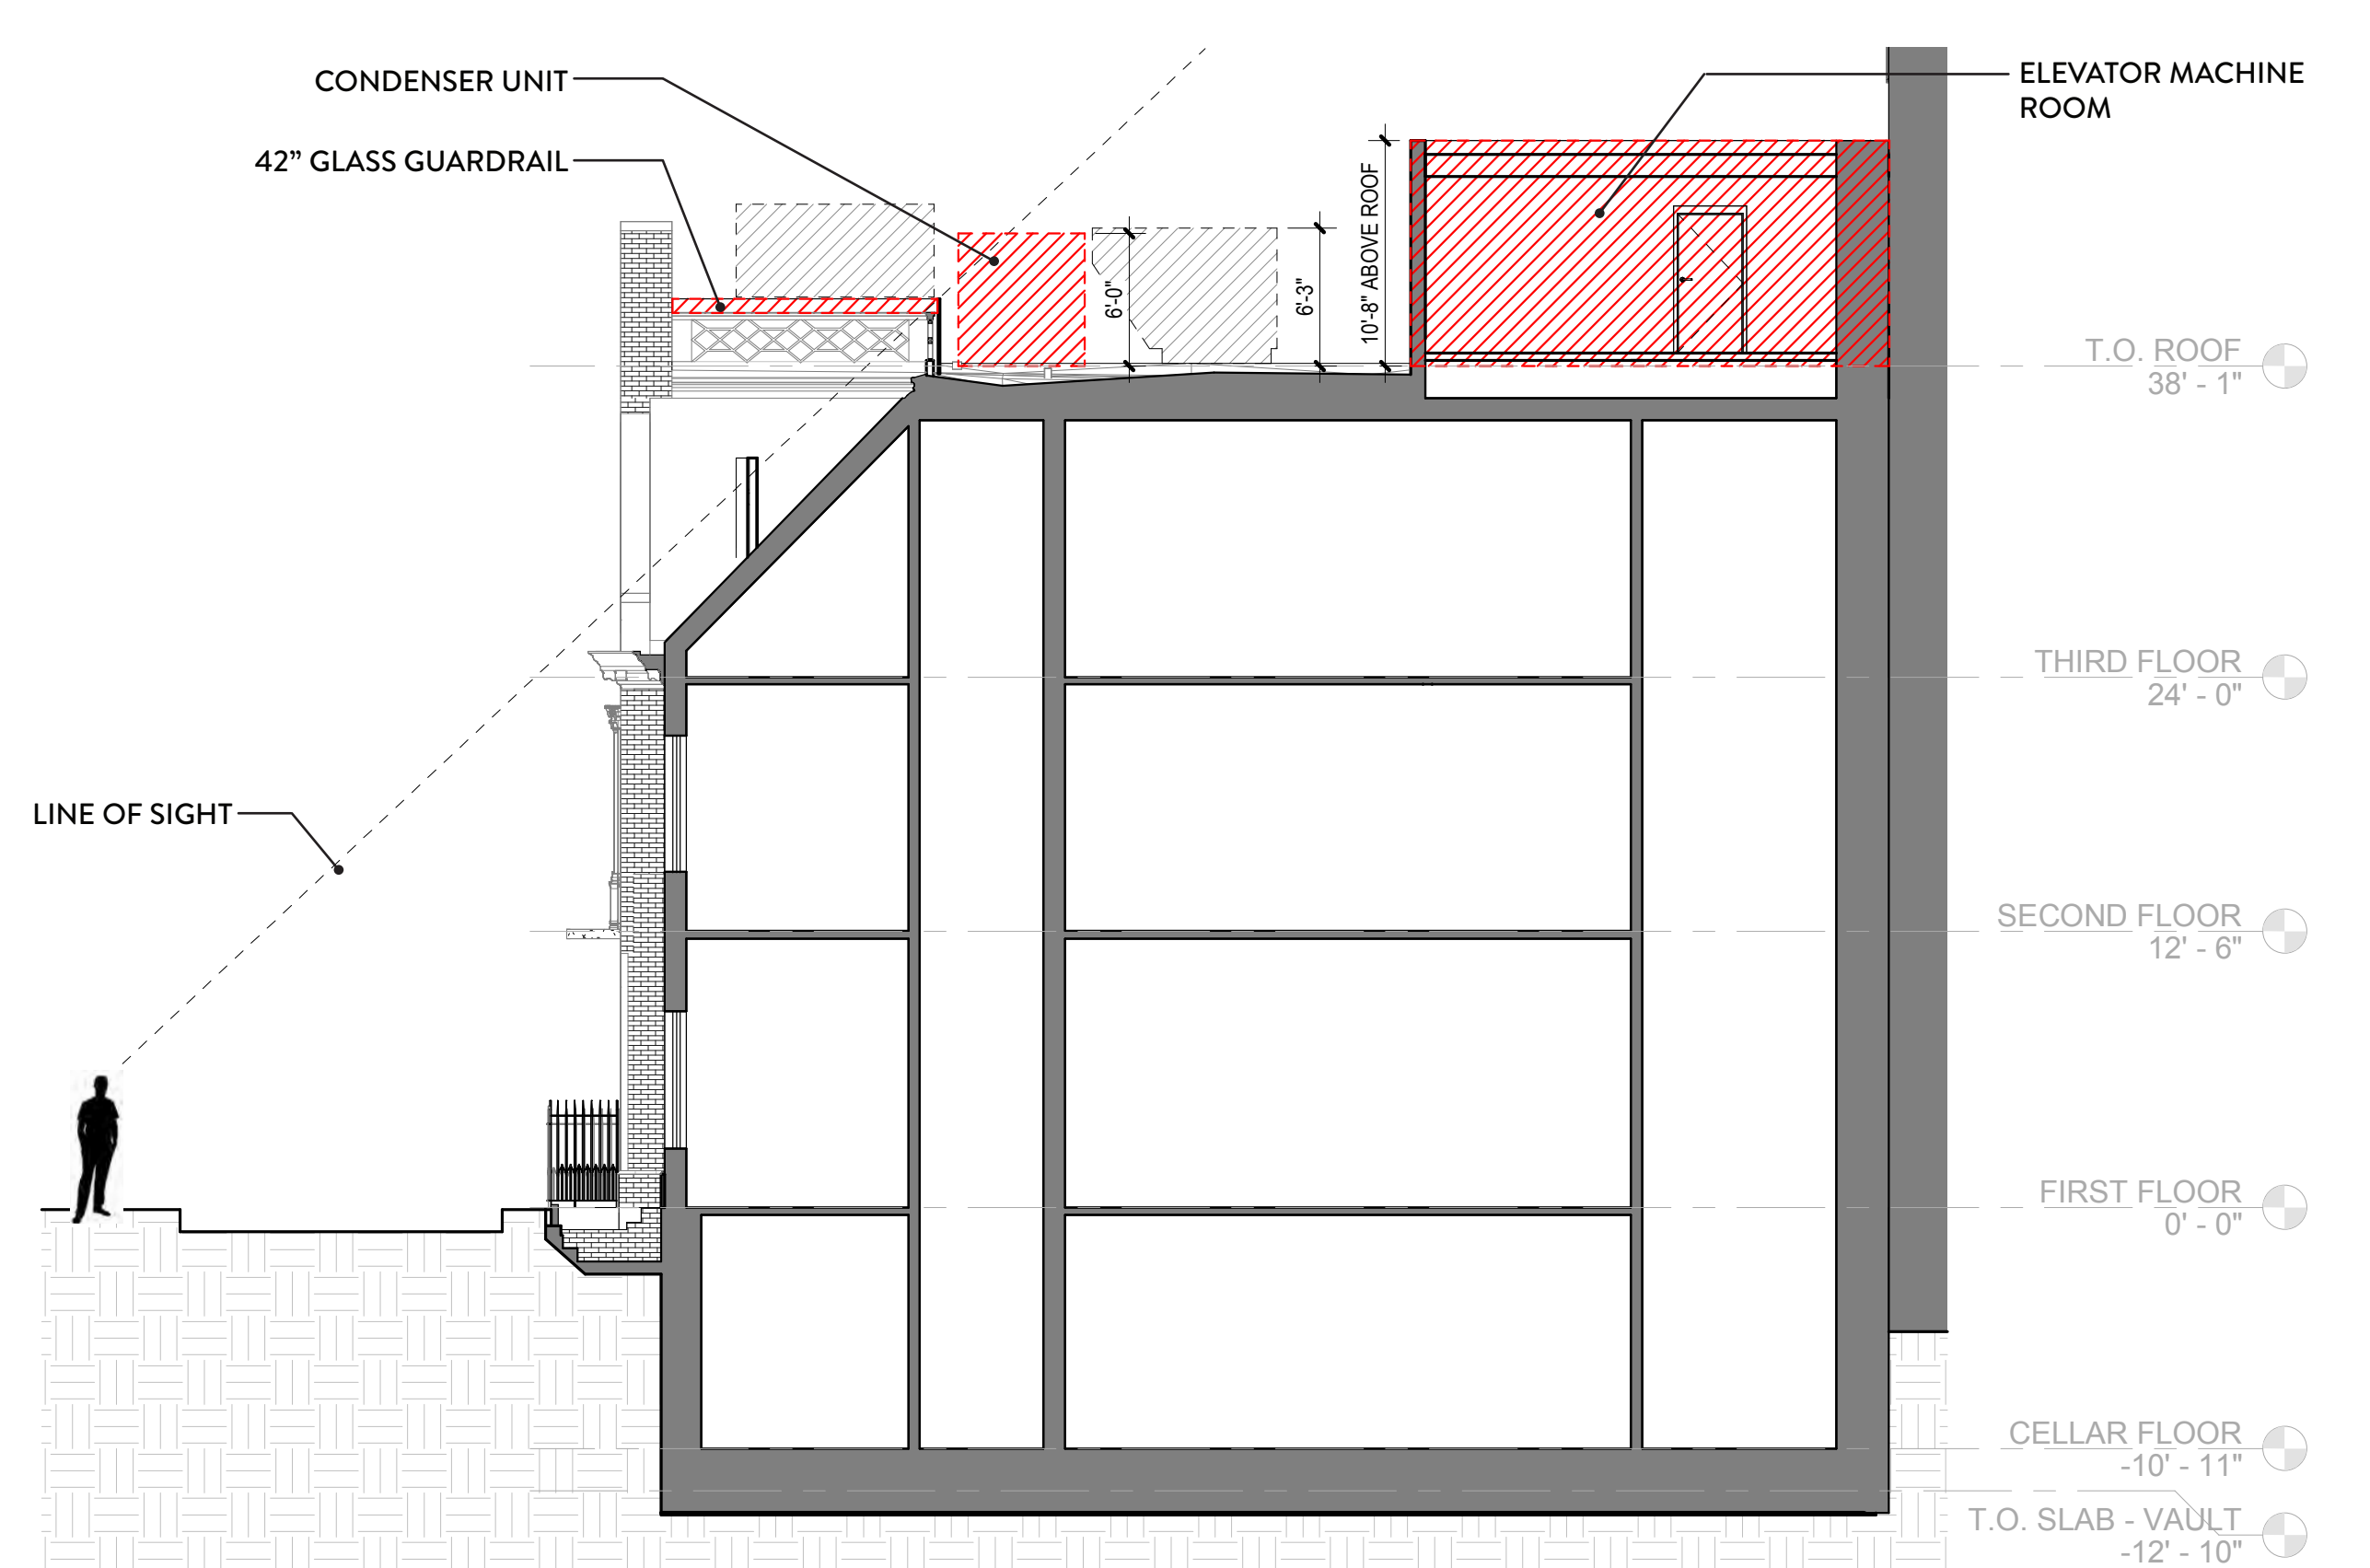 CONDENSER UNIT
42” GLASS GUARDRAIL
LINE OF SIGHT
6'-0"
6'-3"
10'-8" ABOVE ROOF
ELEVATOR MACHINE
ROOM
T.O. ROOF
38' - 1"
THIRD FLOOR
24' - 0"
SECOND FLOOR
12' - 6"
FIRST FLOOR
0' - 0"
CELLAR FLOOR
-10' - 11"
T.O. SLAB - VAULT
-12' - 10"